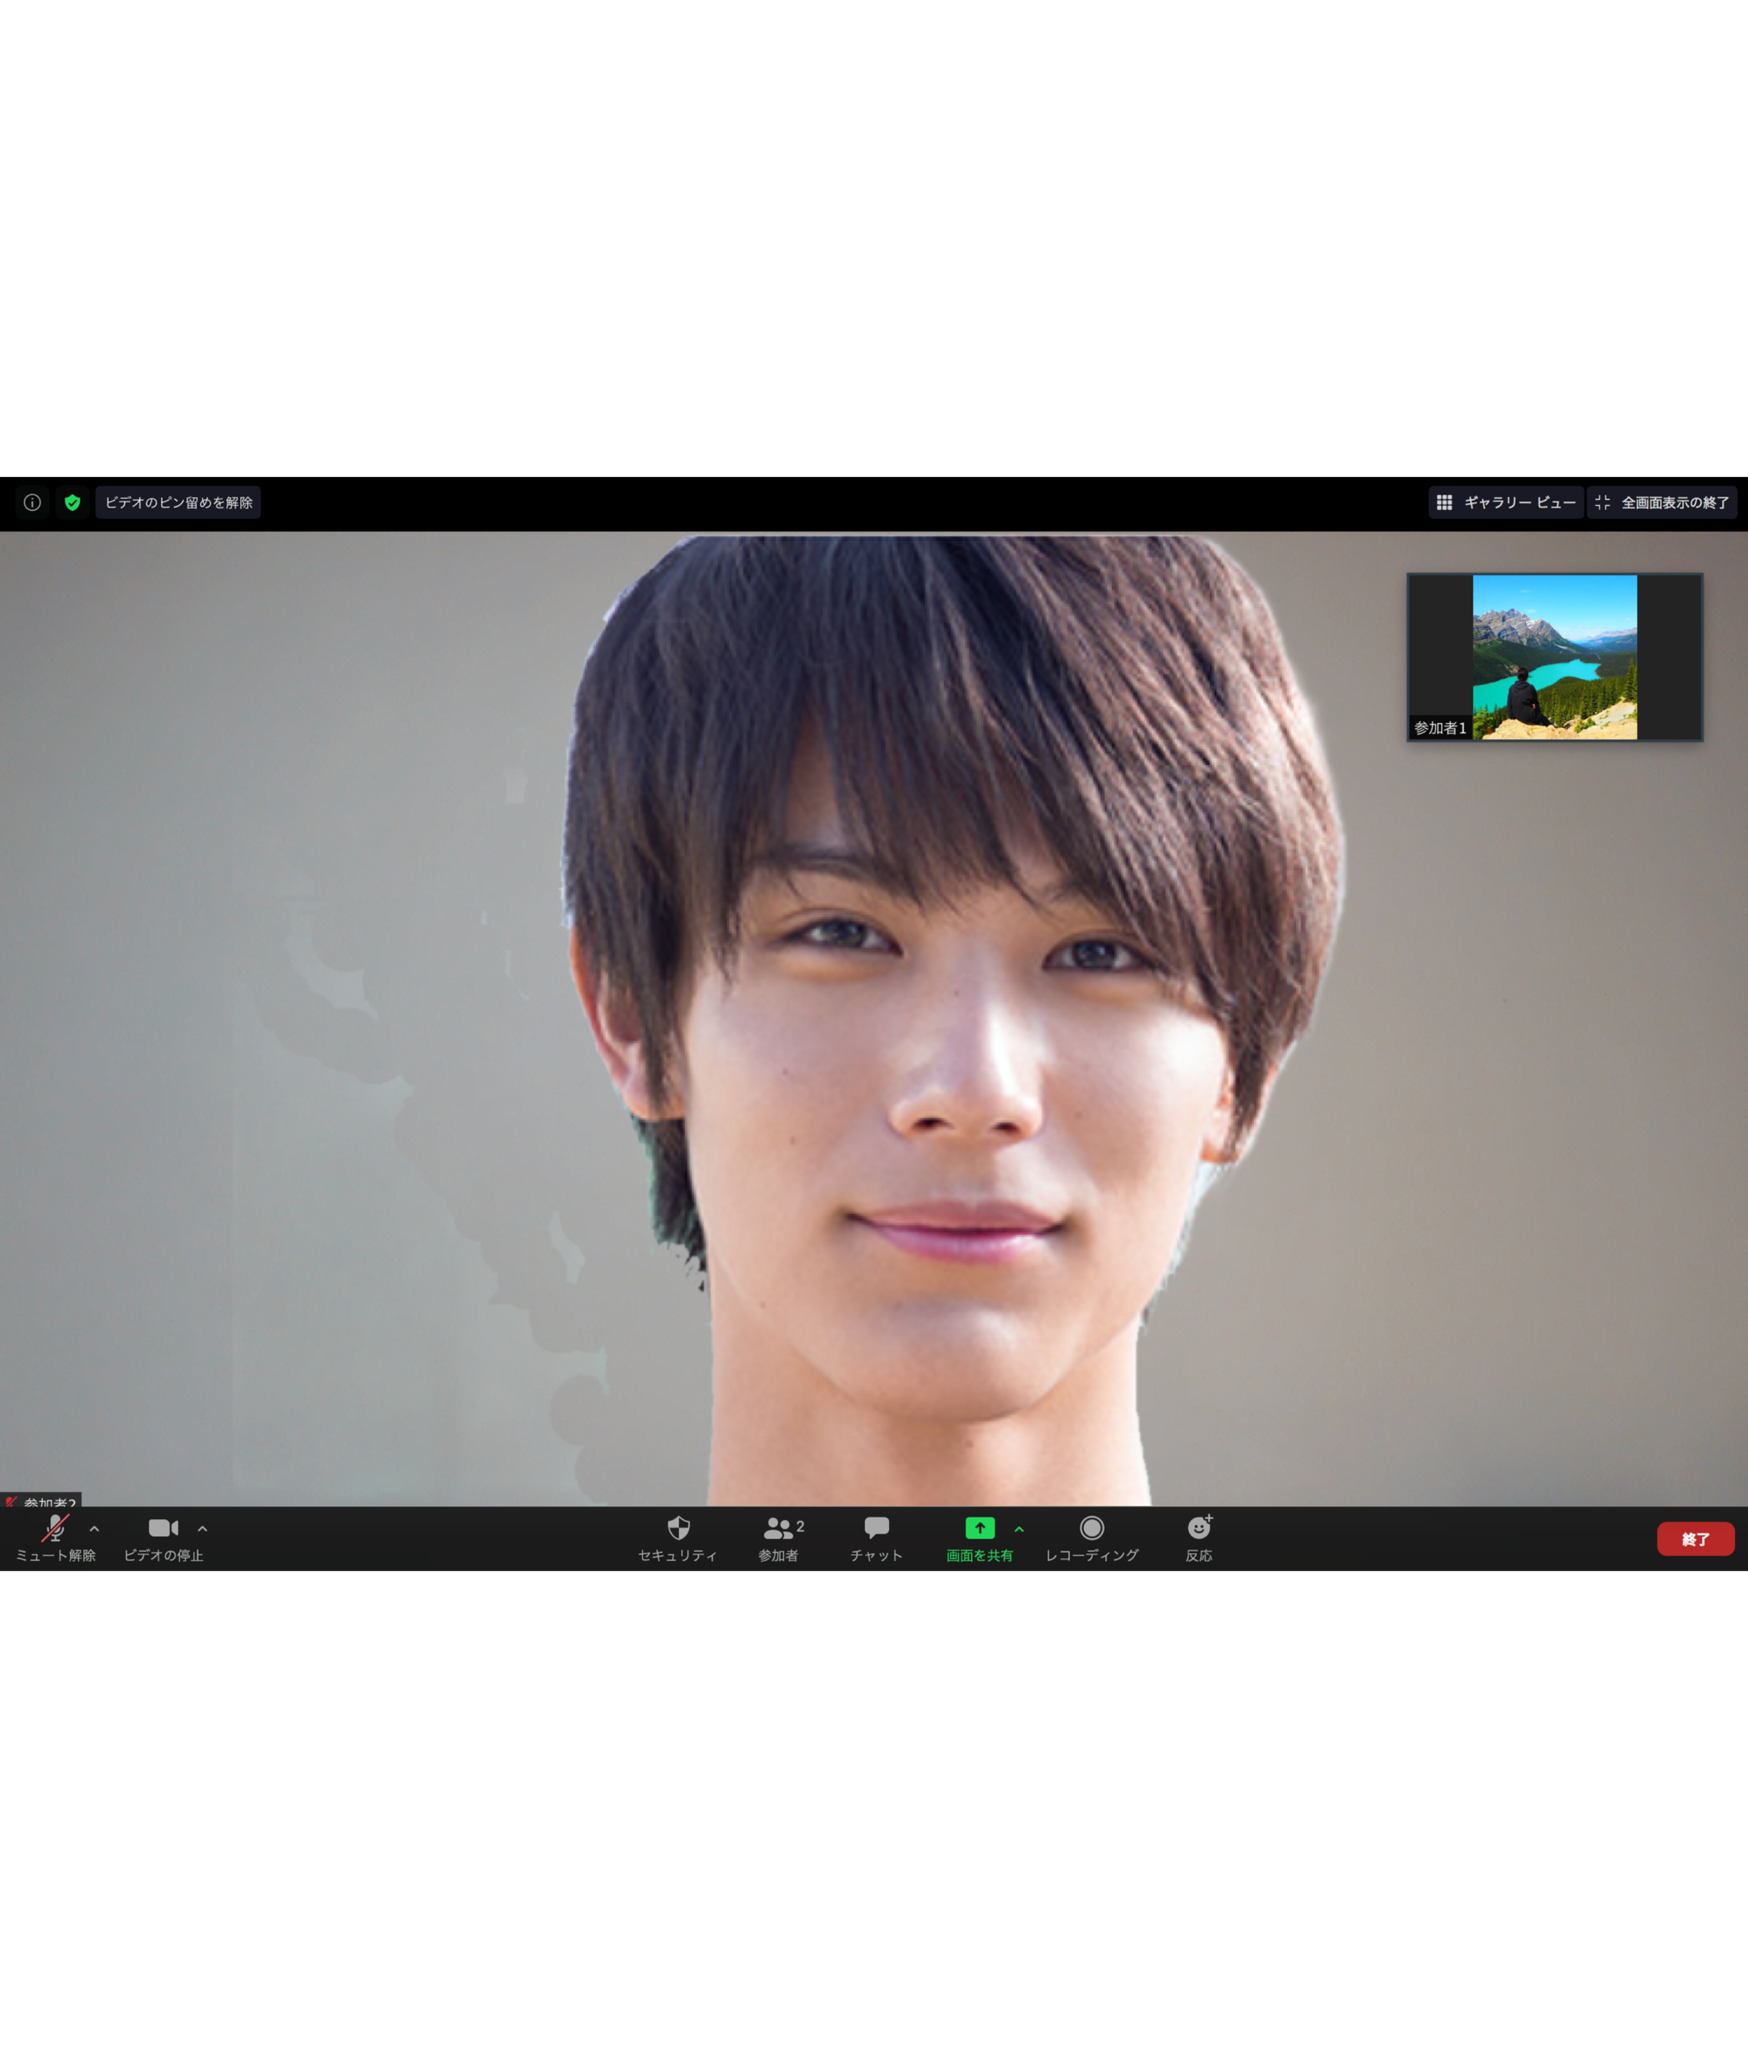 ビデオのピン留めを解除
ギャラリー ビュー
全画面表示の終了
参加者1
参加者2
ミュート解除
ビデオの停止
セキュリティ
参加者
2
チャット
画面を共有
レコーディング
反応
終了